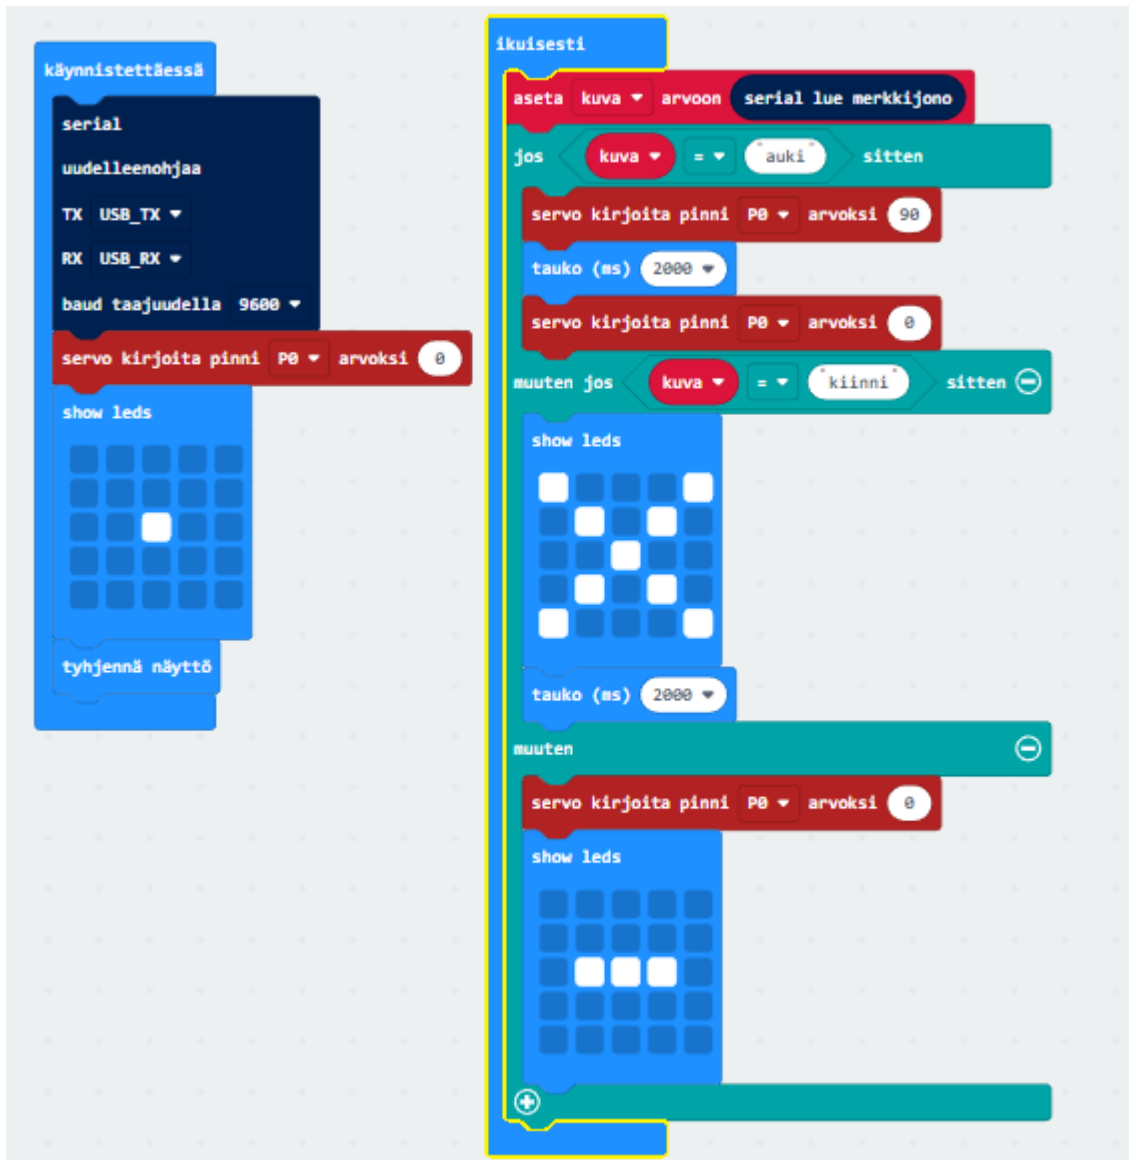 käynnistettäessä
serial
uudelleenohjaa
TX USB_TX
RX USB_RX
baud taajuudella 9600
servo kirjoita pinni P0 arvoksi 0
show leds
tyhjennä näyttö
ikuisesti
aseta kuva arvoon serial lue merkkijono
jos kuva = "auki" sitten
servo kirjoita pinni P0 arvoksi 90
tauko (ms) 2000
servo kirjoita pinni P0 arvoksi 0
muuten jos kuva = "kiinni" sitten
show leds
tauko (ms) 2000
muuten
servo kirjoita pinni P0 arvoksi 0
show leds